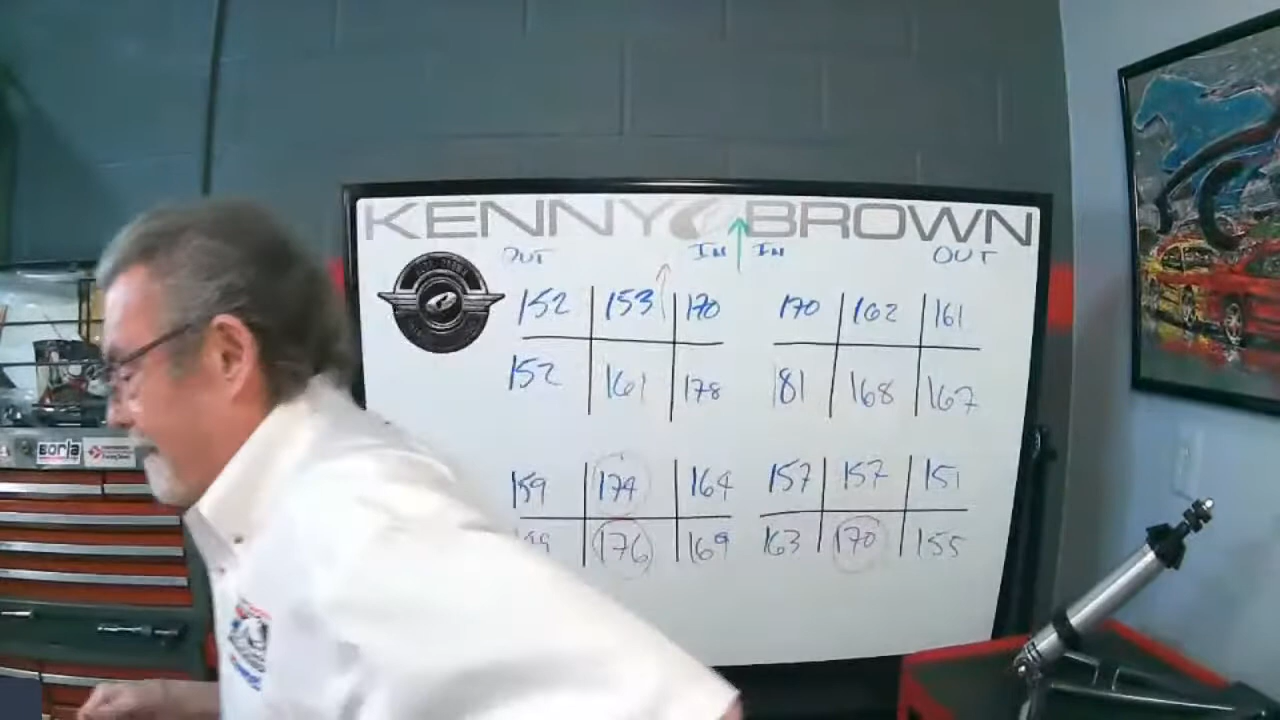 KENNY BROWN
OUT IN IN OUT
152 153 170 170 162 161
152 161 178 181 168 167
159 174 164 157 157 151
176 169 163 170 155
borla